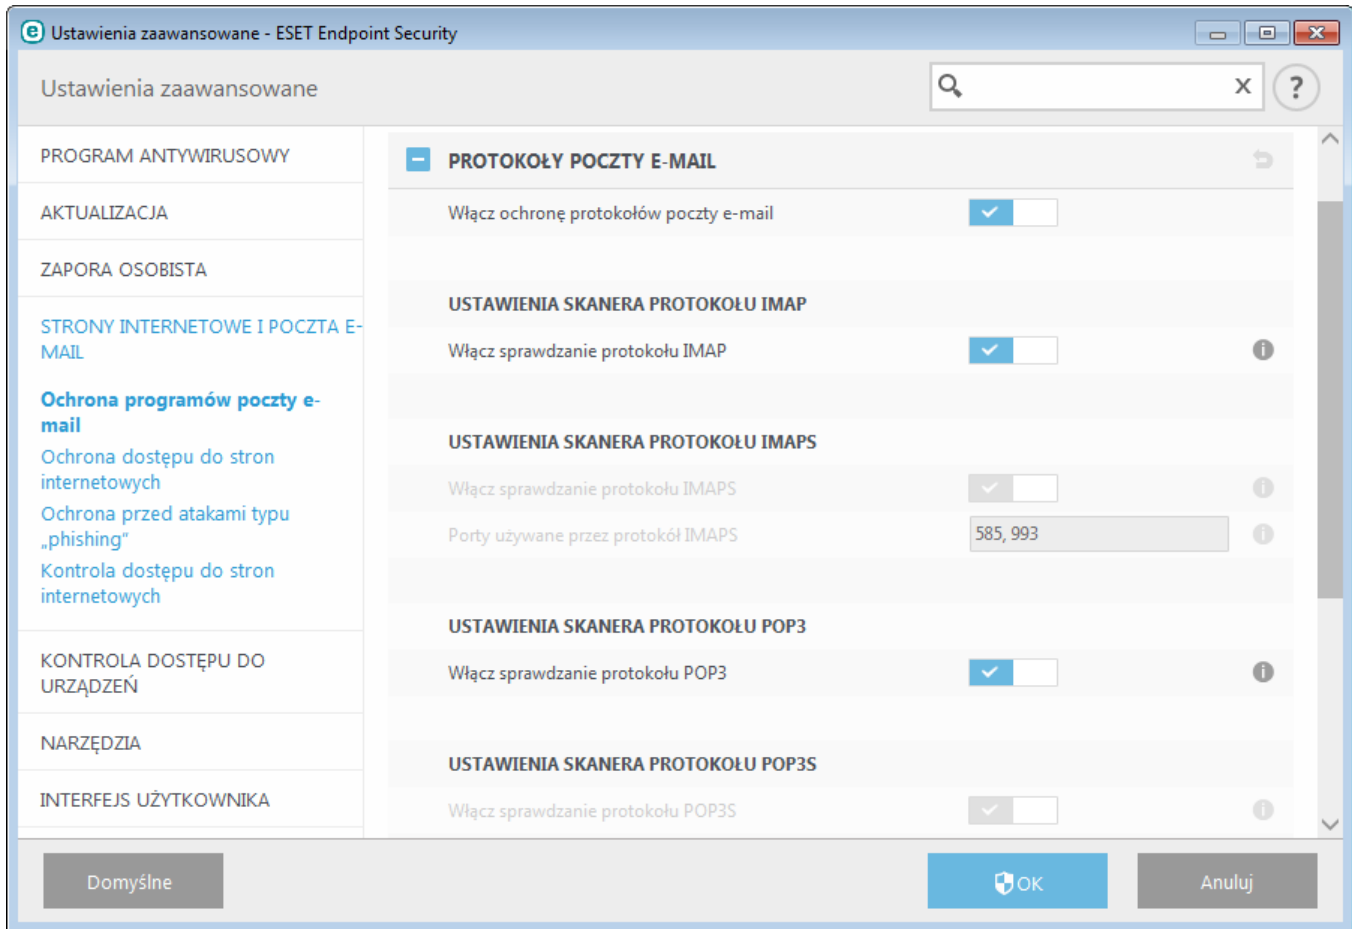 Ustawienia zaawansowane - ESET Endpoint Security
Ustawienia zaawansowane
PROGRAM ANTYWIRUSOWY
AKTUALIZACJA
ZAPORA OSOBISTA
STRONY INTERNETOWE I POCZTA E-
MAIL
Ochrona programów poczty e-
mail
Ochrona dostępu do stron
internetowych
Ochrona przed atakami typu
„phishing“
Kontrola dostępu do stron
internetowych
KONTROLA DOSTĘPU DO
URZĄDZEŃ
NARZĘDZIA
INTERFEJS UŻYTKOWNIKA
PROTOKOŁY POCZTY E-MAIL
Włącz ochronę protokołów poczty e-mail
USTAWIENIA SKANERA PROTOKOŁU IMAP
Włącz sprawdzanie protokołu IMAP
USTAWIENIA SKANERA PROTOKOŁU IMAPS
Włącz sprawdzanie protokołu IMAPS
Porty używane przez protokół IMAPS
585, 993
USTAWIENIA SKANERA PROTOKOŁU POP3
Włącz sprawdzanie protokołu POP3
USTAWIENIA SKANERA PROTOKOŁU POP3S
Włącz sprawdzanie protokołu POP3S
Domyślne
OK
Anuluj